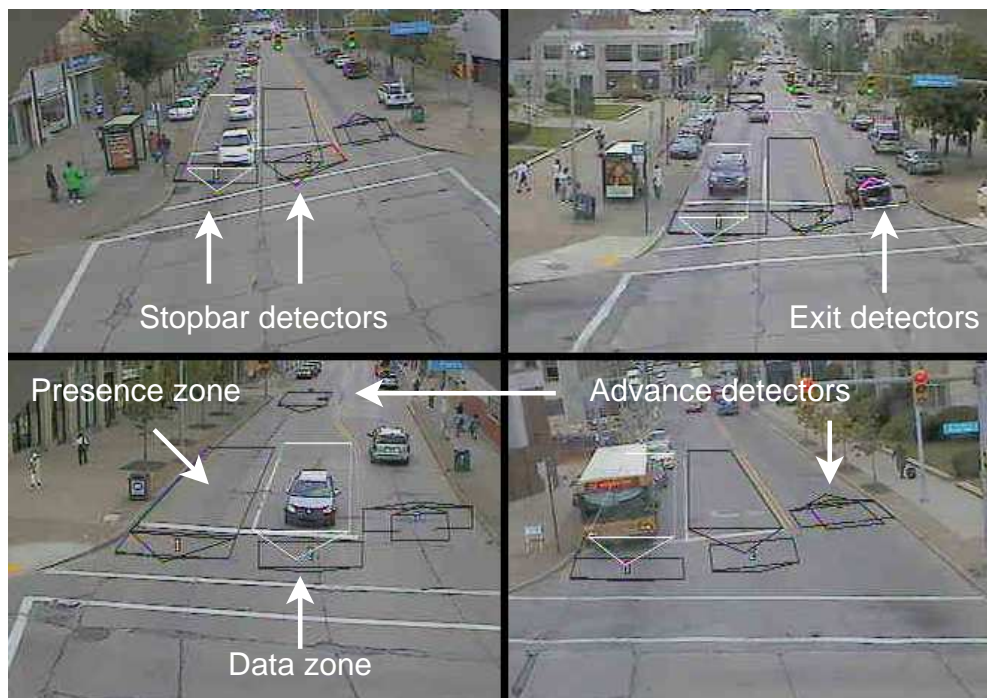 Stopbar detectors
Exit detectors
Presence zone
Advance detectors
Data zone